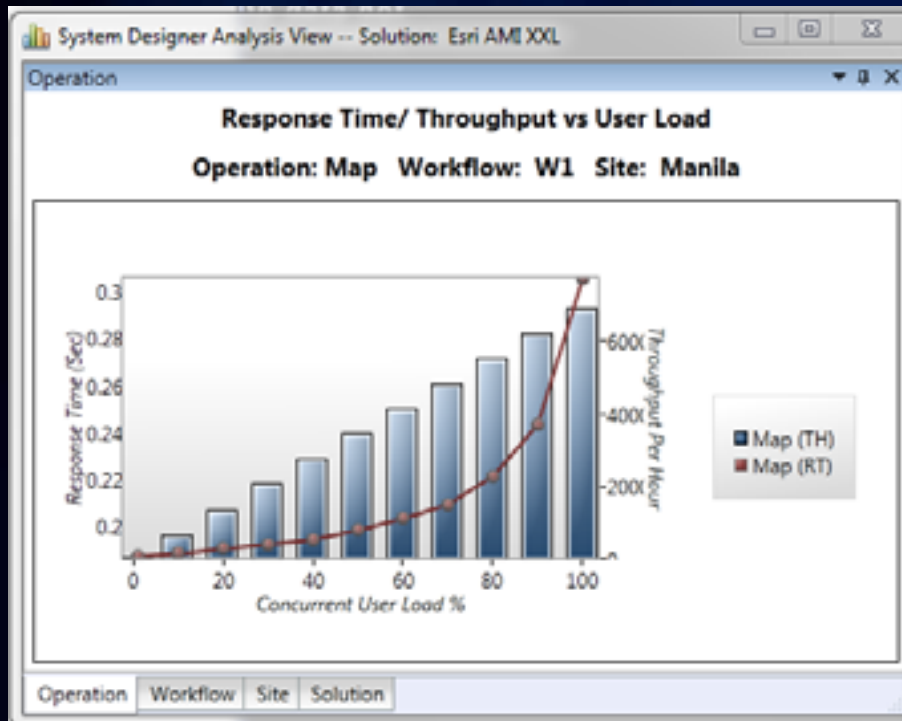 System Designer Analysis View -- Solution: Esri AMI XXL
Operation
Response Time/ Throughput vs User Load
Operation: Map Workflow: W1 Site: Manila
0.3
0.28
0.26
0.24
0.22
0.2
Response Time (Sec)
6000
4000
2000
0
Throughput Per Hour
0 20 40 60 80 100
Concurrent User Load %
Map (TH)
Map (RT)
Operation Workflow Site Solution